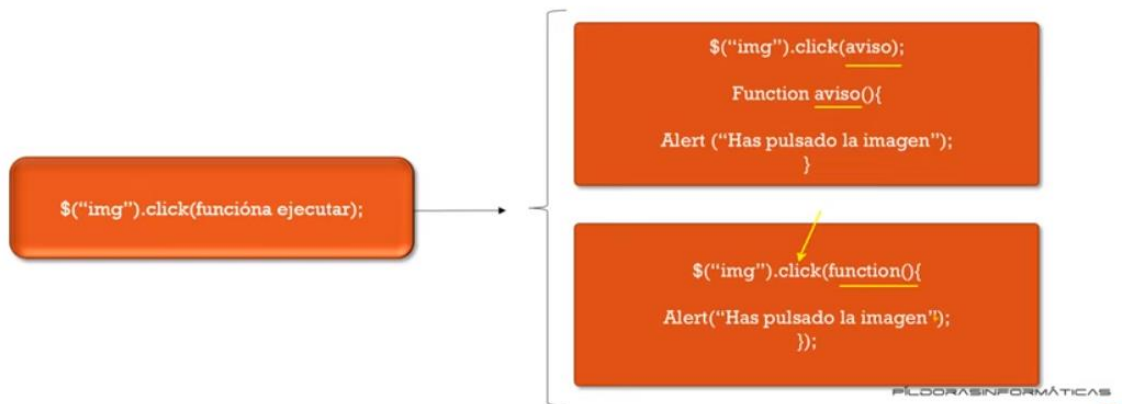 $(“img”).click(funcióna ejecutar);
$(“img”).click(aviso);
Function aviso(){
Alert (“Has pulsado la imagen”);
}
$(“img”).click(function(){
Alert(“Has pulsado la imagen”);
});
PÍLDORASINFORMÁTICAS